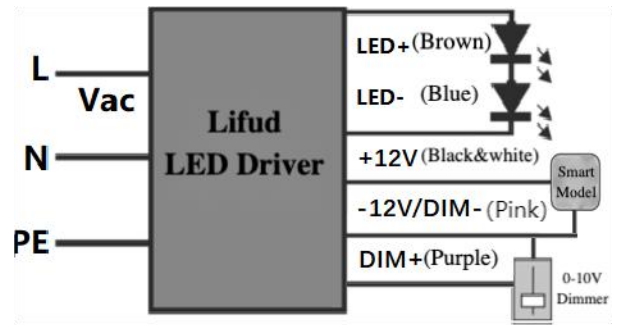 L
Vac
N
PE
Lifud
LED Driver
LED+(Brown)
LED- (Blue)
+12V(Black&white)
-12V/DIM-(Pink)
DIM+(Purple)
Smart
Model
0-10V
Dimmer